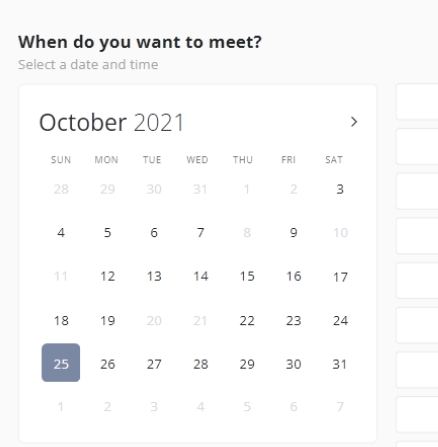 When do you want to meet?
Select a date and time
October 2021
SUN MON TUE WED THU FRI SAT
28 29 30 31 1 2 3
4 5 6 7 8 9 10
11 12 13 14 15 16 17
18 19 20 21 22 23 24
25 26 27 28 29 30 31
1 2 3 4 5 6 7